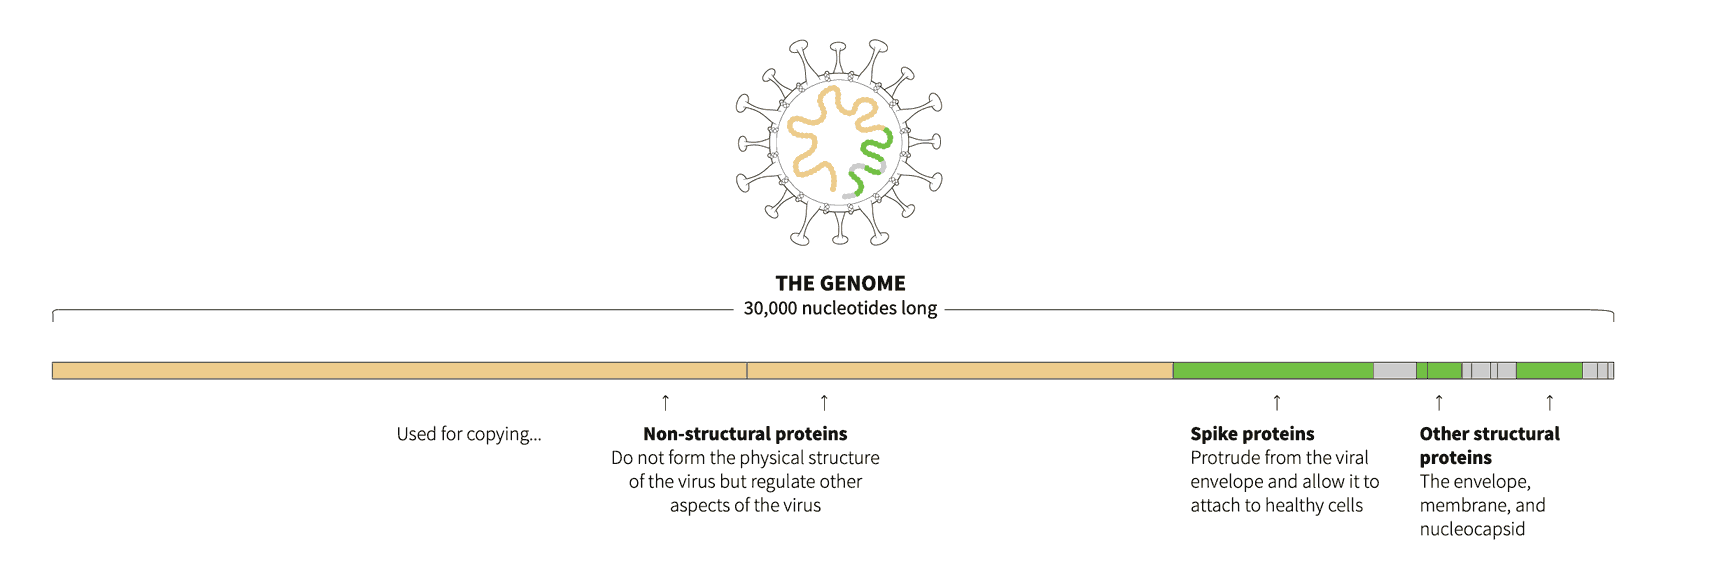 THE GENOME
30,000 nucleotides long
Used for copying...
Non-structural proteins
Do not form the physical structure
of the virus but regulate other
aspects of the virus
Spike proteins
Protrude from the viral
envelope and allow it to
attach to healthy cells
Other structural
proteins
The envelope,
membrane, and
nucleocapsid